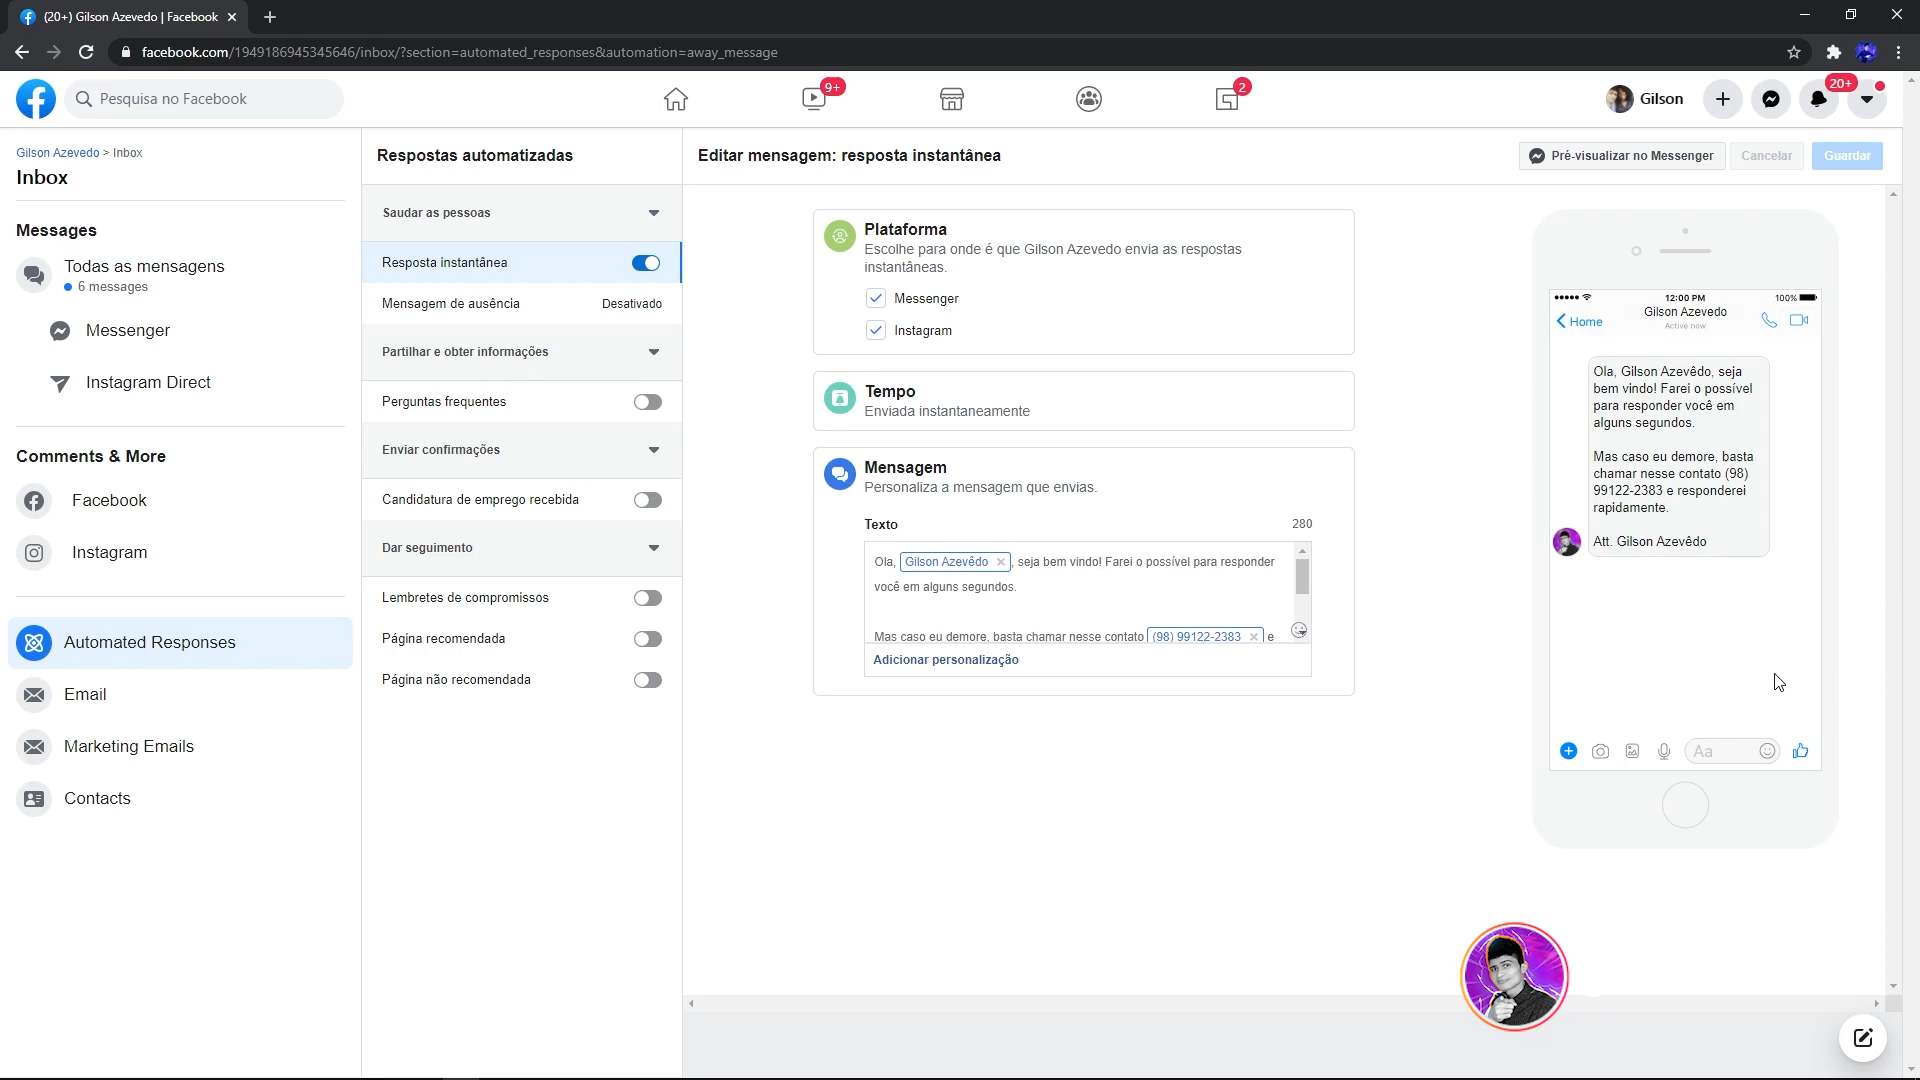 (20+) Gilson Azevedo | Facebook
facebook.com/1949186945345646/inbox/?section=automated_responses&automation=away_message
Pesquisa no Facebook
9+
2
Gilson
20+
Gilson Azevedo > Inbox
Inbox
Messages
Todas as mensagens
6 messages
Messenger
Instagram Direct
Comments & More
Facebook
Instagram
Automated Responses
Email
Marketing Emails
Contacts
Respostas automatizadas
Saudar as pessoas
Resposta instantânea
Mensagem de ausência Desativado
Partilhar e obter informações
Perguntas frequentes
Enviar confirmações
Candidatura de emprego recebida
Dar seguimento
Lembretes de compromissos
Página recomendada
Página não recomendada
Editar mensagem: resposta instantânea
Pré-visualizar no Messenger
Cancelar
Guardar
Plataforma
Escolhe para onde é que Gilson Azevedo envia as respostas
instantâneas.
Messenger
Instagram
Tempo
Enviada instantaneamente
Mensagem
Personaliza a mensagem que envias.
Texto 280
Ola, Gilson Azevêdo, seja bem vindo! Farei o possível para responder
você em alguns segundos.
Mas caso eu demore, basta chamar nesse contato (98) 99122-2383 e
Adicionar personalização
12:00 PM 100%
Home
Gilson Azevedo
Active now
Ola, Gilson Azevêdo, seja
bem vindo! Farei o possível
para responder você em
alguns segundos.
Mas caso eu demore, basta
chamar nesse contato (98)
99122-2383 e responderei
rapidamente.
Att. Gilson Azevêdo
Aa